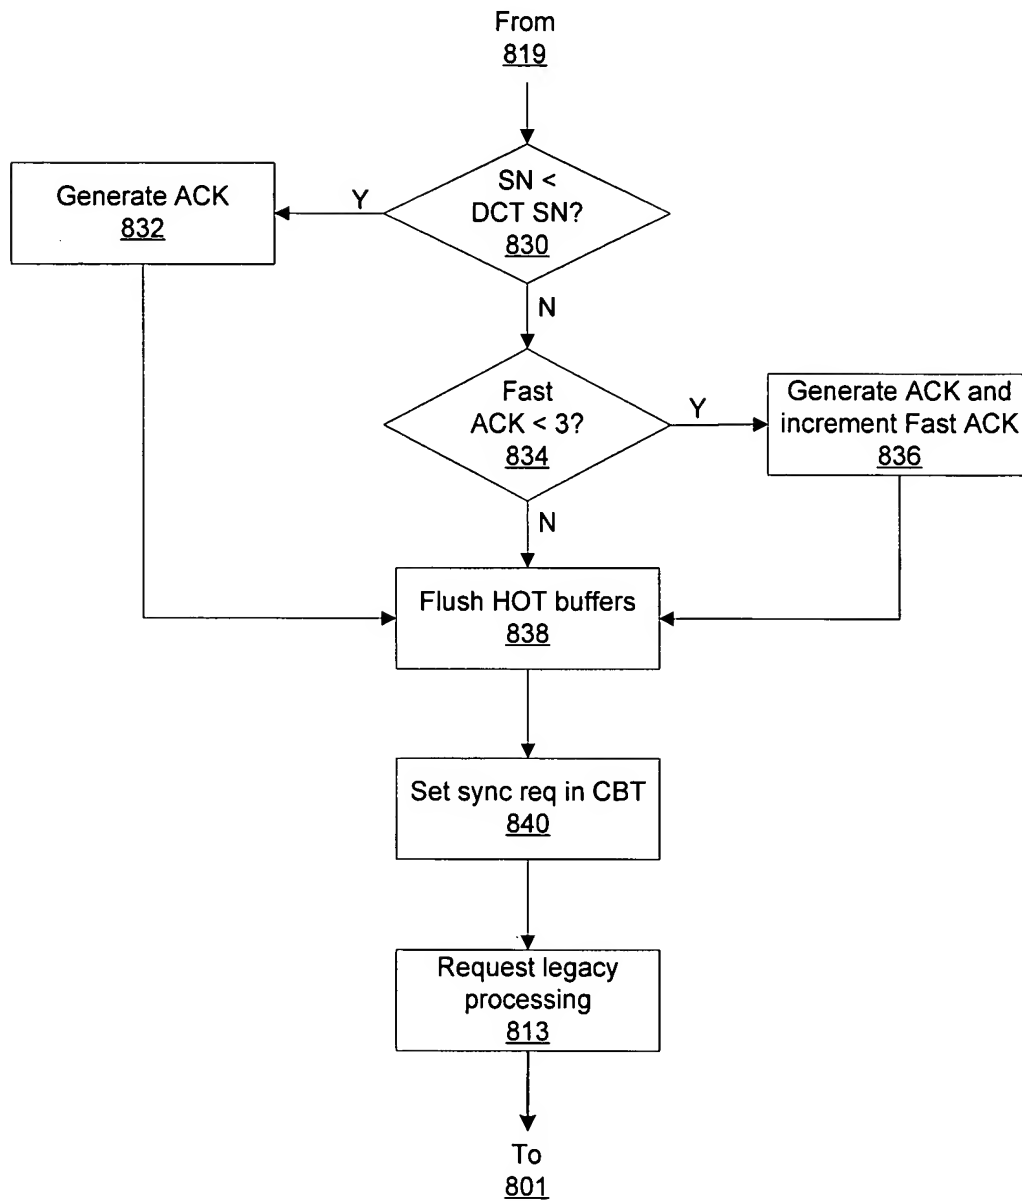 From
819
SN <
DCT SN?
830
Y
Generate ACK
832
N
Fast
ACK < 3?
834
Y
Generate ACK and
increment Fast ACK
836
N
Flush HOT buffers
838
Set sync req in CBT
840
Request legacy
processing
813
To
801